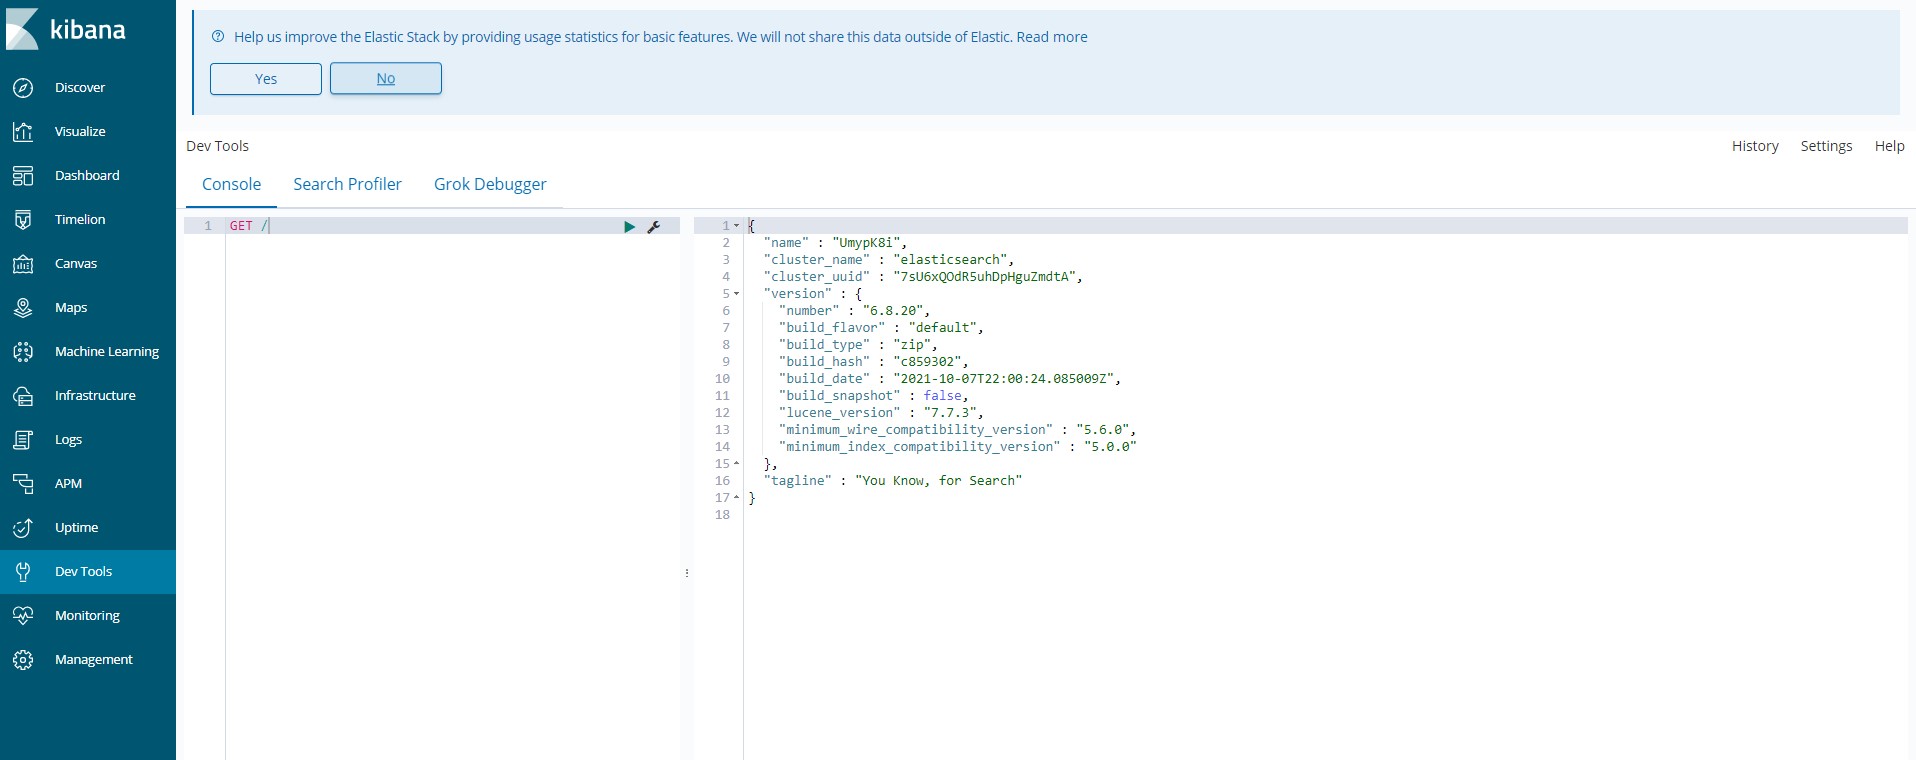 kibana
Discover
Visualize
Dashboard
Timelion
Canvas
Maps
Machine Learning
Infrastructure
Logs
APM
Uptime
Dev Tools
Monitoring
Management
Help us improve the Elastic Stack by providing usage statistics for basic features. We will not share this data outside of Elastic. Read more
Yes No
Dev Tools
History Settings Help
Console Search Profiler Grok Debugger
1 GET /
1 {
2 "name" : "UmypK8i",
3 "cluster_name" : "elasticsearch",
4 "cluster_uuid" : "7sU6xQOdR5uhDpHguZmdtA",
5 "version" : {
6 "number" : "6.8.20",
7 "build_flavor" : "default",
8 "build_type" : "zip",
9 "build_hash" : "c859302",
10 "build_date" : "2021-10-07T22:00:24.085009Z",
11 "build_snapshot" : false,
12 "lucene_version" : "7.7.3",
13 "minimum_wire_compatibility_version" : "5.6.0",
14 "minimum_index_compatibility_version" : "5.0.0"
15 },
16 "tagline" : "You Know, for Search"
17 }
18